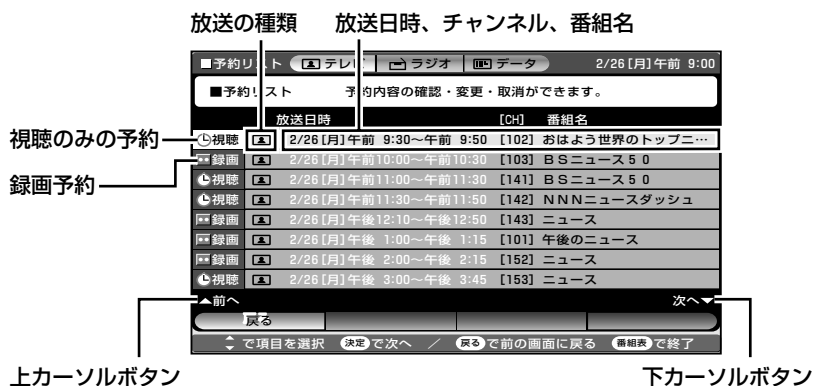 放送の種類 放送日時、チャンネル、番組名
■予約リスト テレビ ラジオ データ 2/26[月]午前 9:00
■予約リスト 予約内容の確認・変更・取消ができます。
放送日時 [CH] 番組名
視聴のみの予約
視聴 2/26[月]午前 9:30~午前 9:50 [102] おはよう世界のトップニ…
録画予約
録画 2/26[月]午前10:00~午前10:30 [103] BSニュース50
視聴 2/26[月]午前11:00~午前11:30 [141] BSニュース50
視聴 2/26[月]午前11:30~午前11:50 [142] NNNニュースダッシュ
録画 2/26[月]午後12:10~午後12:50 [143] ニュース
録画 2/26[月]午後 1:00~午後 1:15 [101] 午後のニュース
録画 2/26[月]午後 2:00~午後 2:15 [152] ニュース
視聴 2/26[月]午後 3:00~午後 3:45 [153] ニュース
▲前へ 次へ▼
戻る
で項目を選択 決定で次へ / 戻るで前の画面に戻る 番組表で終了
上カーソルボタン 下カーソルボタン